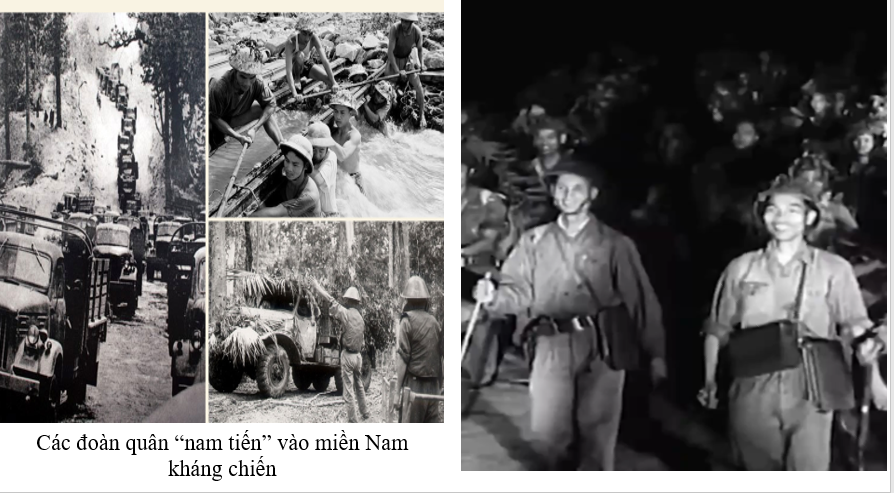 Các đoàn quân “nam tiến” vào miền Nam
kháng chiến